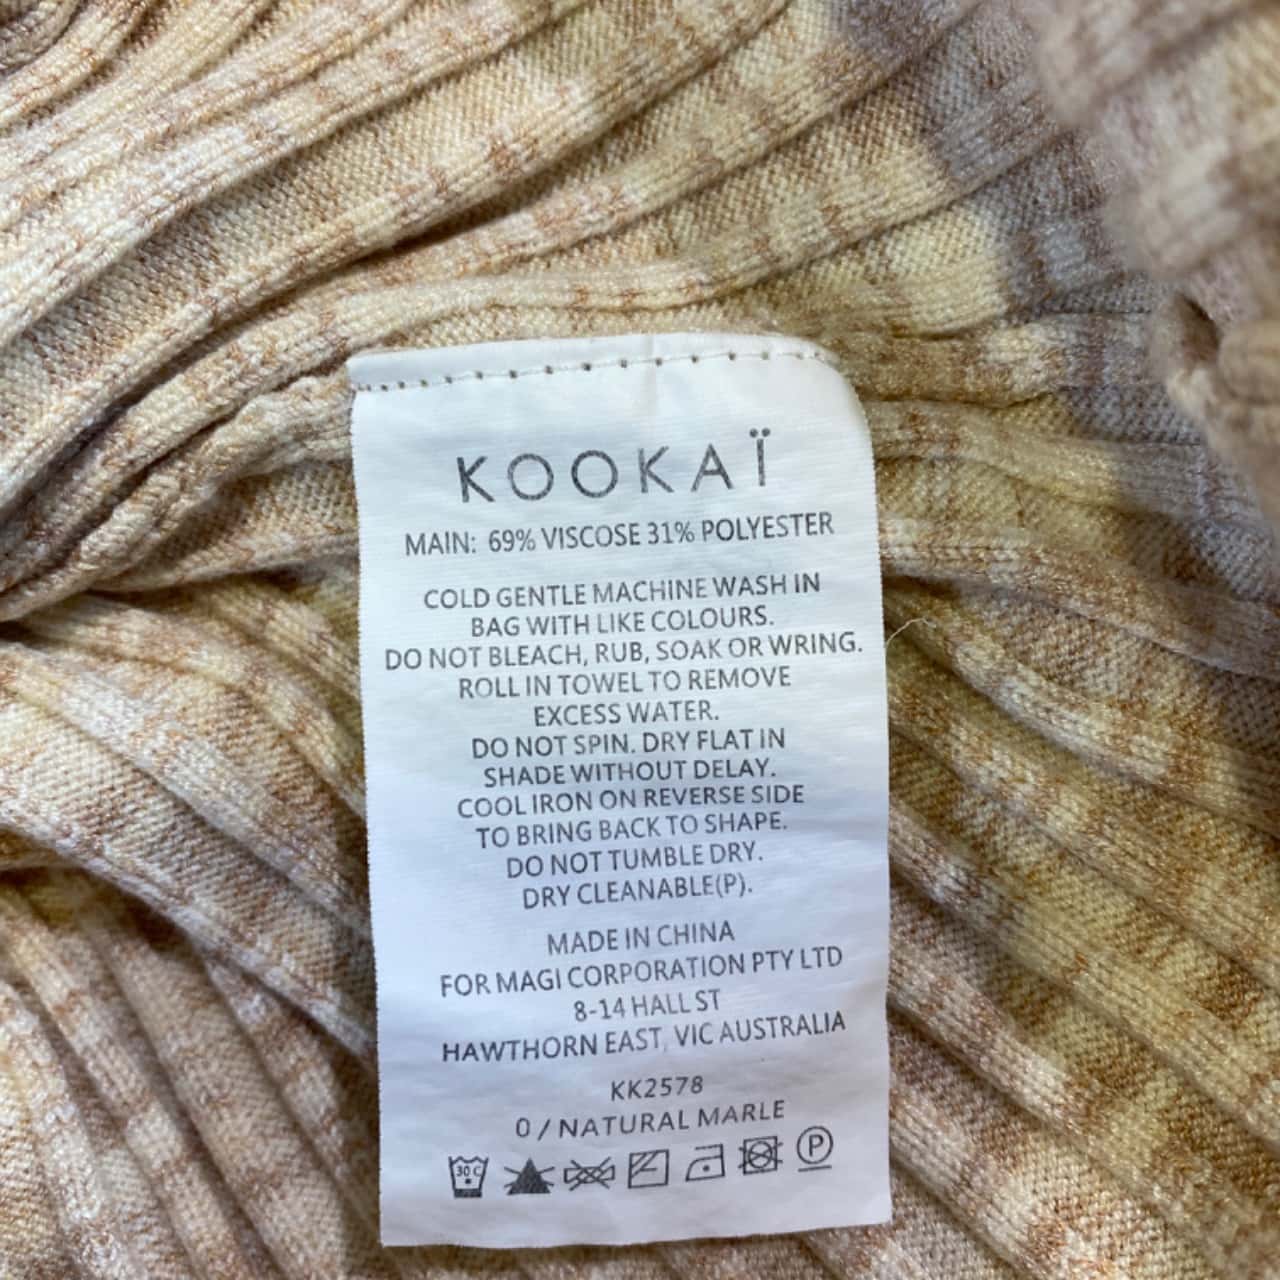 KOOKAÏ
MAIN: 69% VISCOSE 31% POLYESTER
COLD GENTLE MACHINE WASH IN
BAG WITH LIKE COLOURS.
DO NOT BLEACH, RUB, SOAK OR WRING.
ROLL IN TOWEL TO REMOVE
EXCESS WATER.
DO NOT SPIN. DRY FLAT IN
SHADE WITHOUT DELAY.
COOL IRON ON REVERSE SIDE
TO BRING BACK TO SHAPE.
DO NOT TUMBLE DRY.
DRY CLEANABLE(P).
MADE IN CHINA
FOR MAGI CORPORATION PTY LTD
8-14 HALL ST
HAWTHORN EAST, VIC AUSTRALIA
KK2578
0 / NATURAL MARLE
30 C P